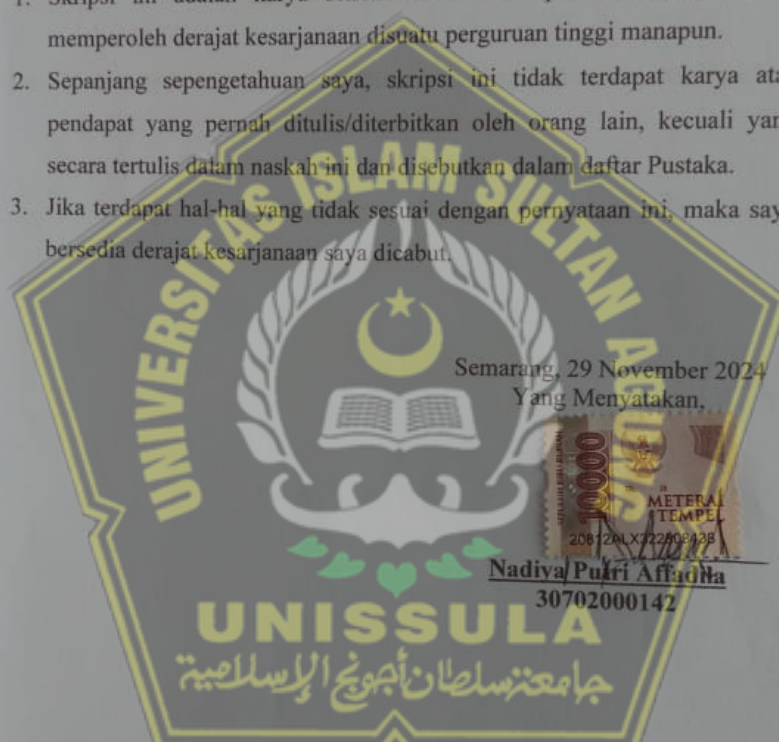 memperoleh derajat kesarjanaan disuatu perguruan tinggi manapun.
2. Sepanjang sepengetahuan saya, skripsi ini tidak terdapat karya ata
pendapat yang pernah ditulis/diterbitkan oleh orang lain, kecuali yan
secara tertulis dalam naskah ini dan disebutkan dalam daftar Pustaka.
3. Jika terdapat hal-hal yang tidak sesuai dengan pernyataan ini, maka say
bersedia derajat kesarjanaan saya dicabut.
Semarang, 29 November 2024
Yang Menyatakan,
10000
METERAI
TEMPEL
Nadiya Putri Affadila
30702000142
UNIVERSITAS ISLAM SULTAN AGUNG
UNISSULA
جامعة سلطان أجونج الإسلامية